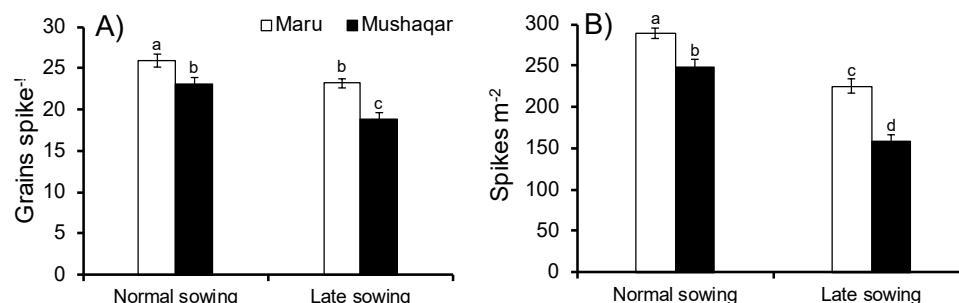 A)
Maru Mushaqar
Grains spike-!
30
25
20
15
10
5
0
a
b
b
c
Normal sowing Late sowing
B)
Spikes m-2
300
250
200
150
100
50
0
a
b
c
d
Normal sowing Late sowing